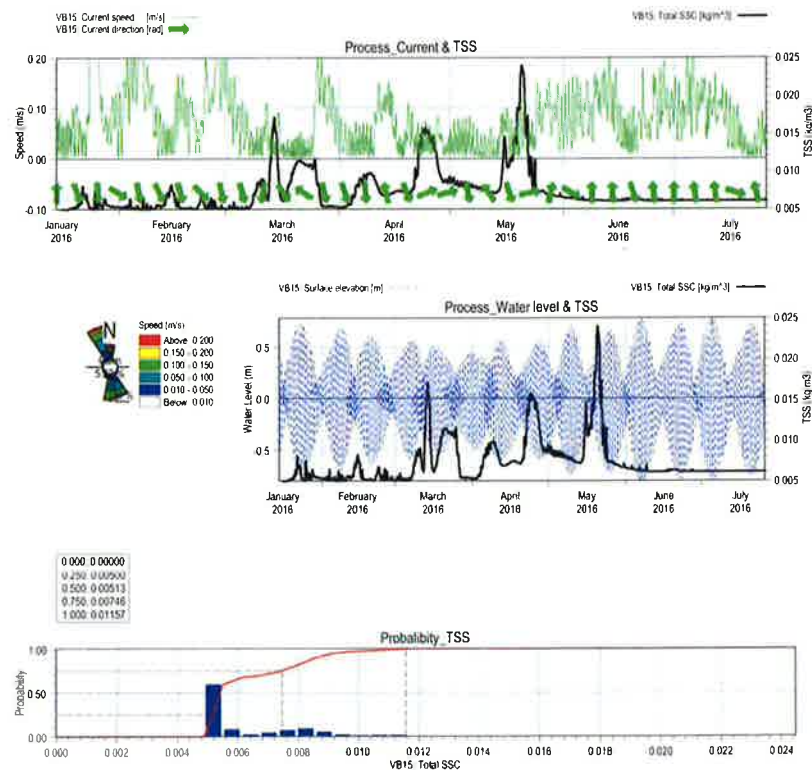 VB15: Current speed [m/s]
VB15: Current direction [rad]
VB15: Total SSC [kg/m^3]
Process_Current & TSS
Speed (m/s)
0.20
0.10
0.00
-0.10
TSS (kg/m3)
0.025
0.020
0.015
0.010
0.005
January 2016
February 2016
March 2016
April 2016
May 2016
June 2016
July 2016
VB15: Surface elevation [m]
VB15: Total SSC [kg/m^3]
Process_Water level & TSS
N
Speed (m/s)
Above 0.200
0.150 - 0.200
0.100 - 0.150
0.050 - 0.100
0.010 - 0.050
Below 0.010
Water Level (m)
0.5
0.0
-0.5
TSS (kg/m3)
0.025
0.020
0.015
0.010
0.005
January 2016
February 2016
March 2016
April 2016
May 2016
June 2016
July 2016
0.000: 0.00000
0.250: 0.00500
0.500: 0.00513
0.750: 0.00746
1.000: 0.01157
Probalibity_TSS
Probability
1.00
0.50
0.00
0.000 0.002 0.004 0.006 0.008 0.010 0.012 0.014 0.016 0.018 0.020 0.022 0.024
VB15: Total SSC